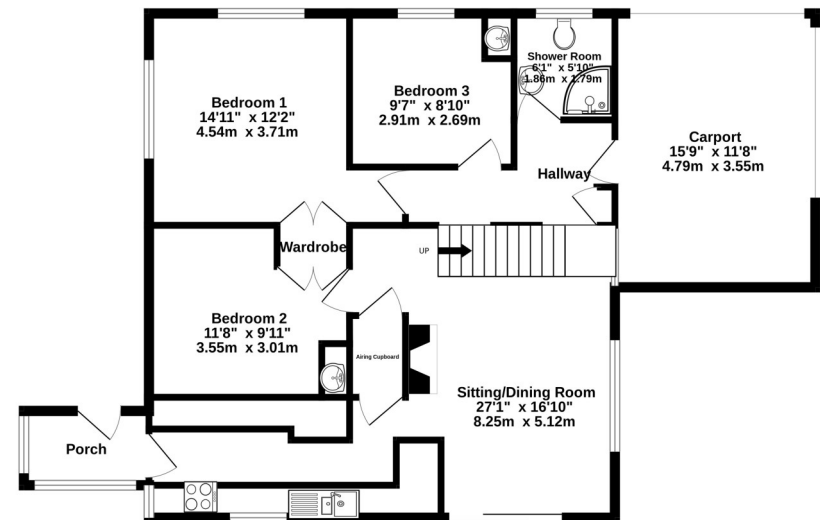 Bedroom 1
14'11" x 12'2"
4.54m x 3.71m
Bedroom 3
9'7" x 8'10"
2.91m x 2.69m
Shower Room
6'1" x 5'10"
1.86m x 1.79m
Carport
15'9" x 11'8"
4.79m x 3.55m
Hallway
Wardrobe
UP
Bedroom 2
11'8" x 9'11"
3.55m x 3.01m
Airing Cupboard
Sitting/Dining Room
27'1" x 16'10"
8.25m x 5.12m
Porch